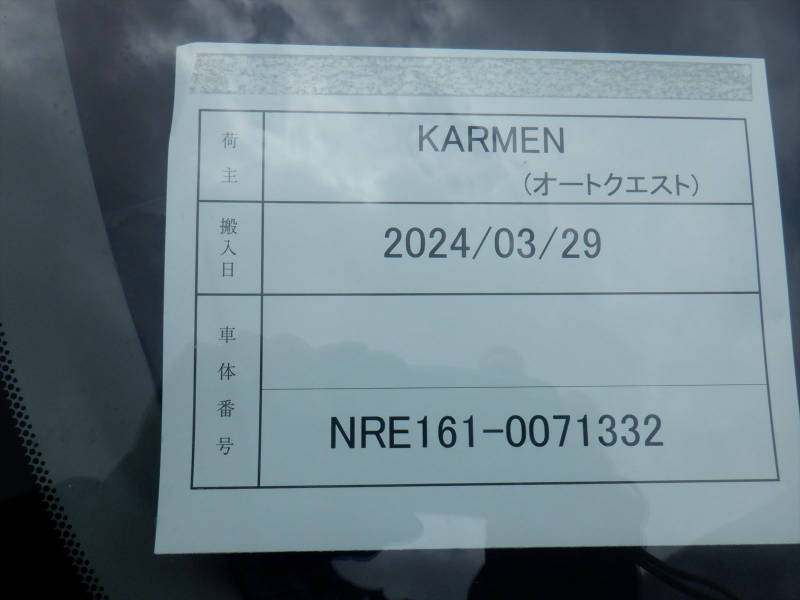 荷主
KARMEN
(オートクエスト)
搬入日
2024/03/29
車体番号
NRE161-0071332